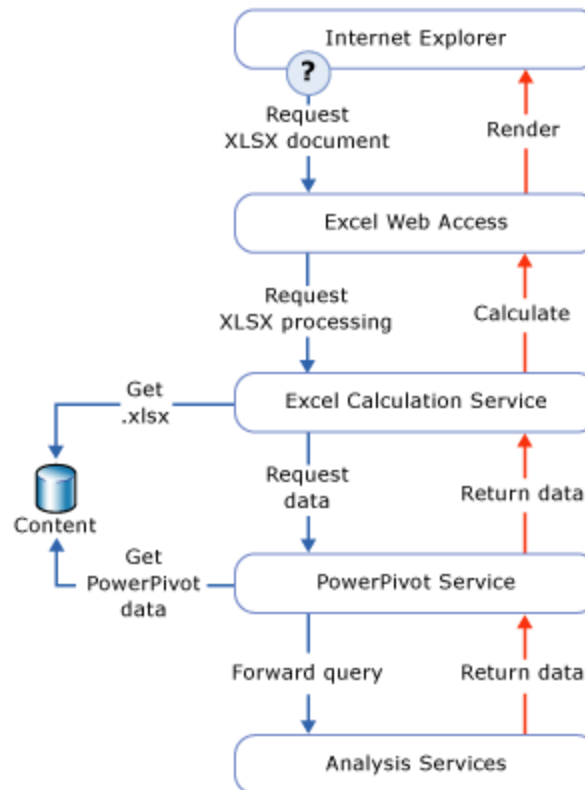 Internet Explorer
?
Request
XLSX document
Render
Excel Web Access
Request
XLSX processing
Calculate
Get
.xlsx
Excel Calculation Service
Request
data
Return data
Content
Get
PowerPivot
data
PowerPivot Service
Forward query
Return data
Analysis Services